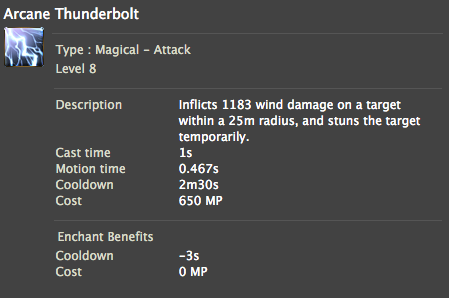 Arcane Thunderbolt
Type : Magical - Attack
Level 8
Description Inflicts 1183 wind damage on a target
within a 25m radius, and stuns the target
temporarily.
Cast time 1s
Motion time 0.467s
Cooldown 2m30s
Cost 650 MP
Enchant Benefits
Cooldown -3s
Cost 0 MP